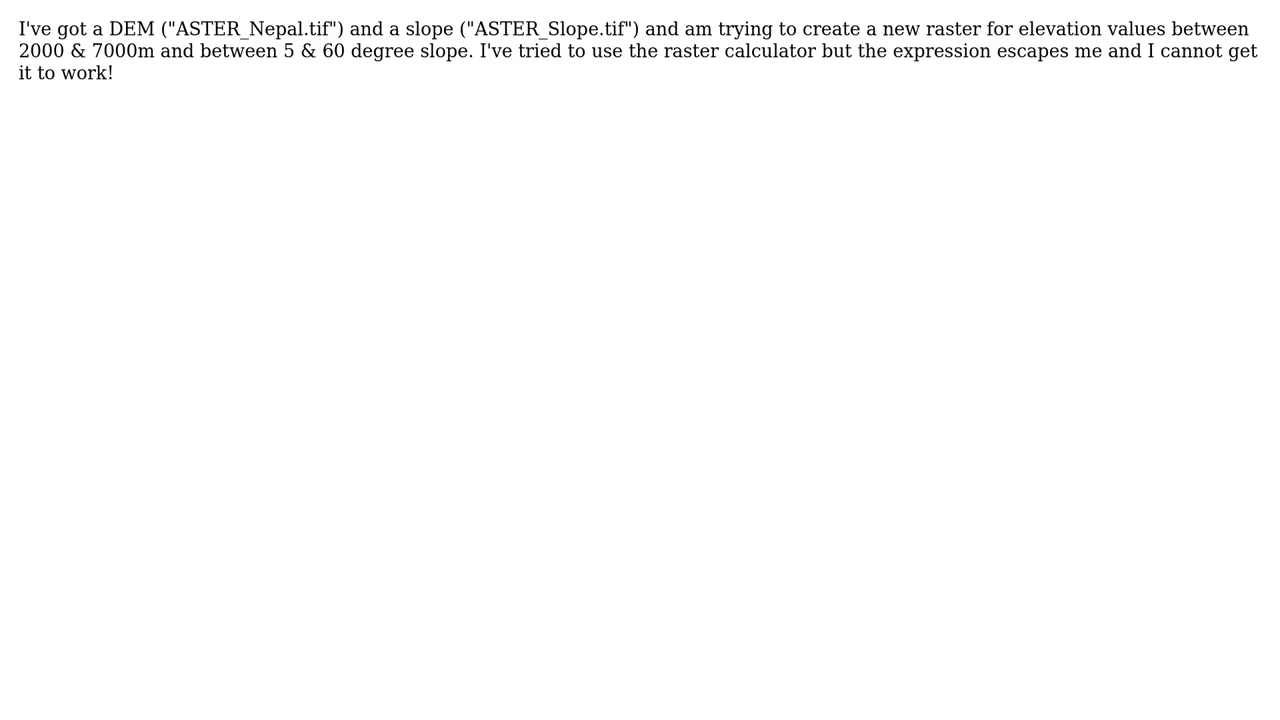 I've got a DEM ("ASTER_Nepal.tif") and a slope ("ASTER_Slope.tif") and am trying to create a new raster for elevation values between
2000 & 7000m and between 5 & 60 degree slope. I've tried to use the raster calculator but the expression escapes me and I cannot get
it to work!